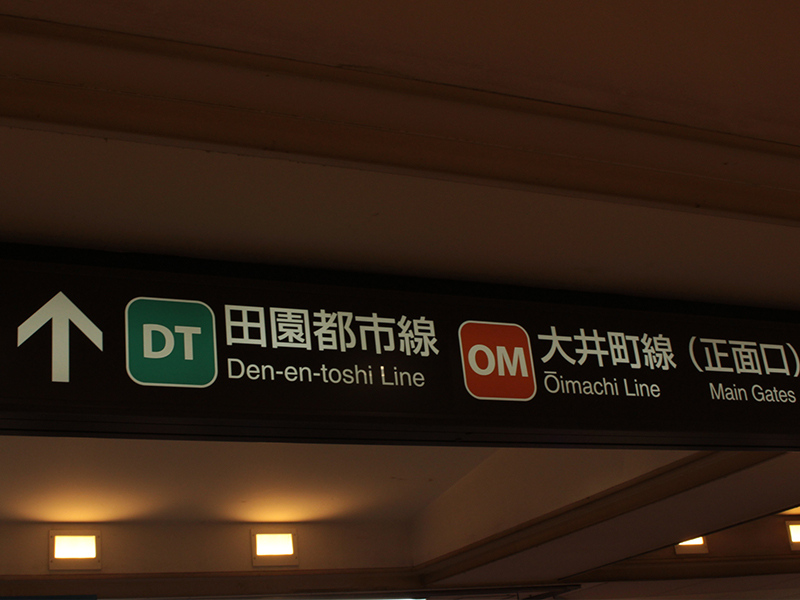 DT 田園都市線 OM 大井町線 (正面口)
Den-en-toshi Line Ōimachi Line Main Gates